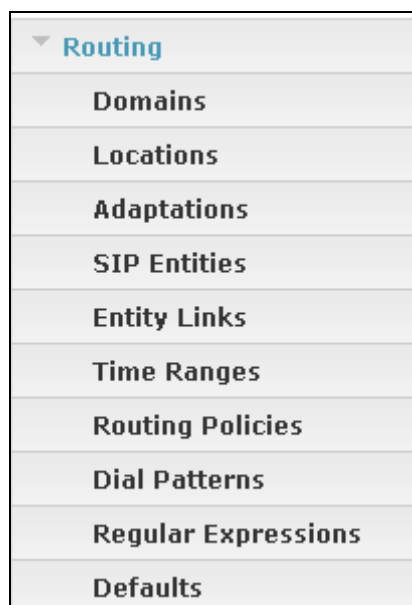 Routing
Domains
Locations
Adaptations
SIP Entities
Entity Links
Time Ranges
Routing Policies
Dial Patterns
Regular Expressions
Defaults